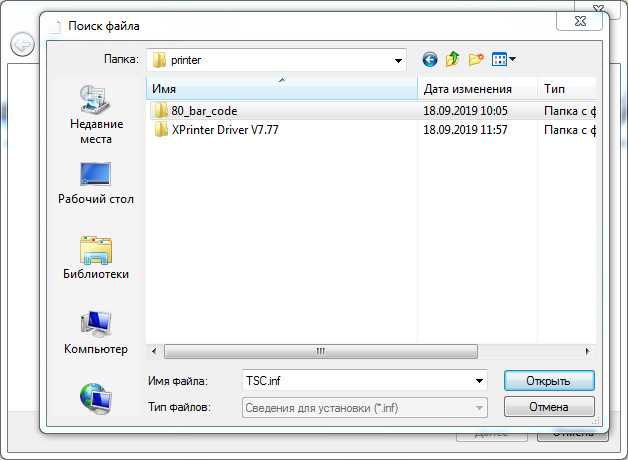 Поиск файла
Папка: printer
Имя Дата изменения Тип
80_bar_code 18.09.2019 10:05 Папка с ф
XPrinter Driver V7.77 18.09.2019 11:57 Папка с ф
Недавние
места
Рабочий стол
Библиотеки
Компьютер
Имя файла: TSC.inf Открыть
Тип файлов: Сведения для установки (*.inf) Отмена
Далее Отмена